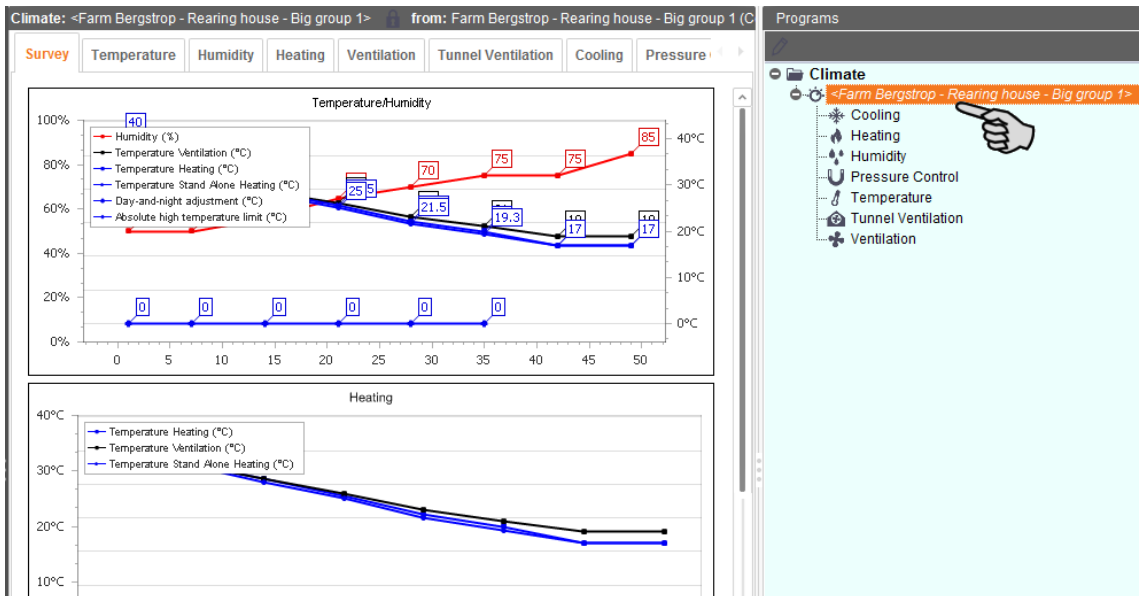 Climate: <Farm Bergstrop - Rearing house - Big group 1> from: Farm Bergstrop - Rearing house - Big group 1 (C
Survey Temperature Humidity Heating Ventilation Tunnel Ventilation Cooling Pressure
Temperature/Humidity
100%
80%
60%
40%
20%
0%
40
Humidity (%)
Temperature Ventilation (°C)
Temperature Heating (°C)
Temperature Stand Alone Heating (°C)
Day-and-night adjustment (°C)
Absolute high temperature limit (°C)
70 75 75 85
25 21.5 19.3 17 17
0 0 0 0 0 0
40°C
30°C
20°C
10°C
0°C
0 5 10 15 20 25 30 35 40 45 50
Heating
40°C
30°C
20°C
10°C
Temperature Heating (°C)
Temperature Ventilation (°C)
Temperature Stand Alone Heating (°C)
Programs
Climate
<Farm Bergstrop - Rearing house - Big group 1>
Cooling
Heating
Humidity
Pressure Control
Temperature
Tunnel Ventilation
Ventilation